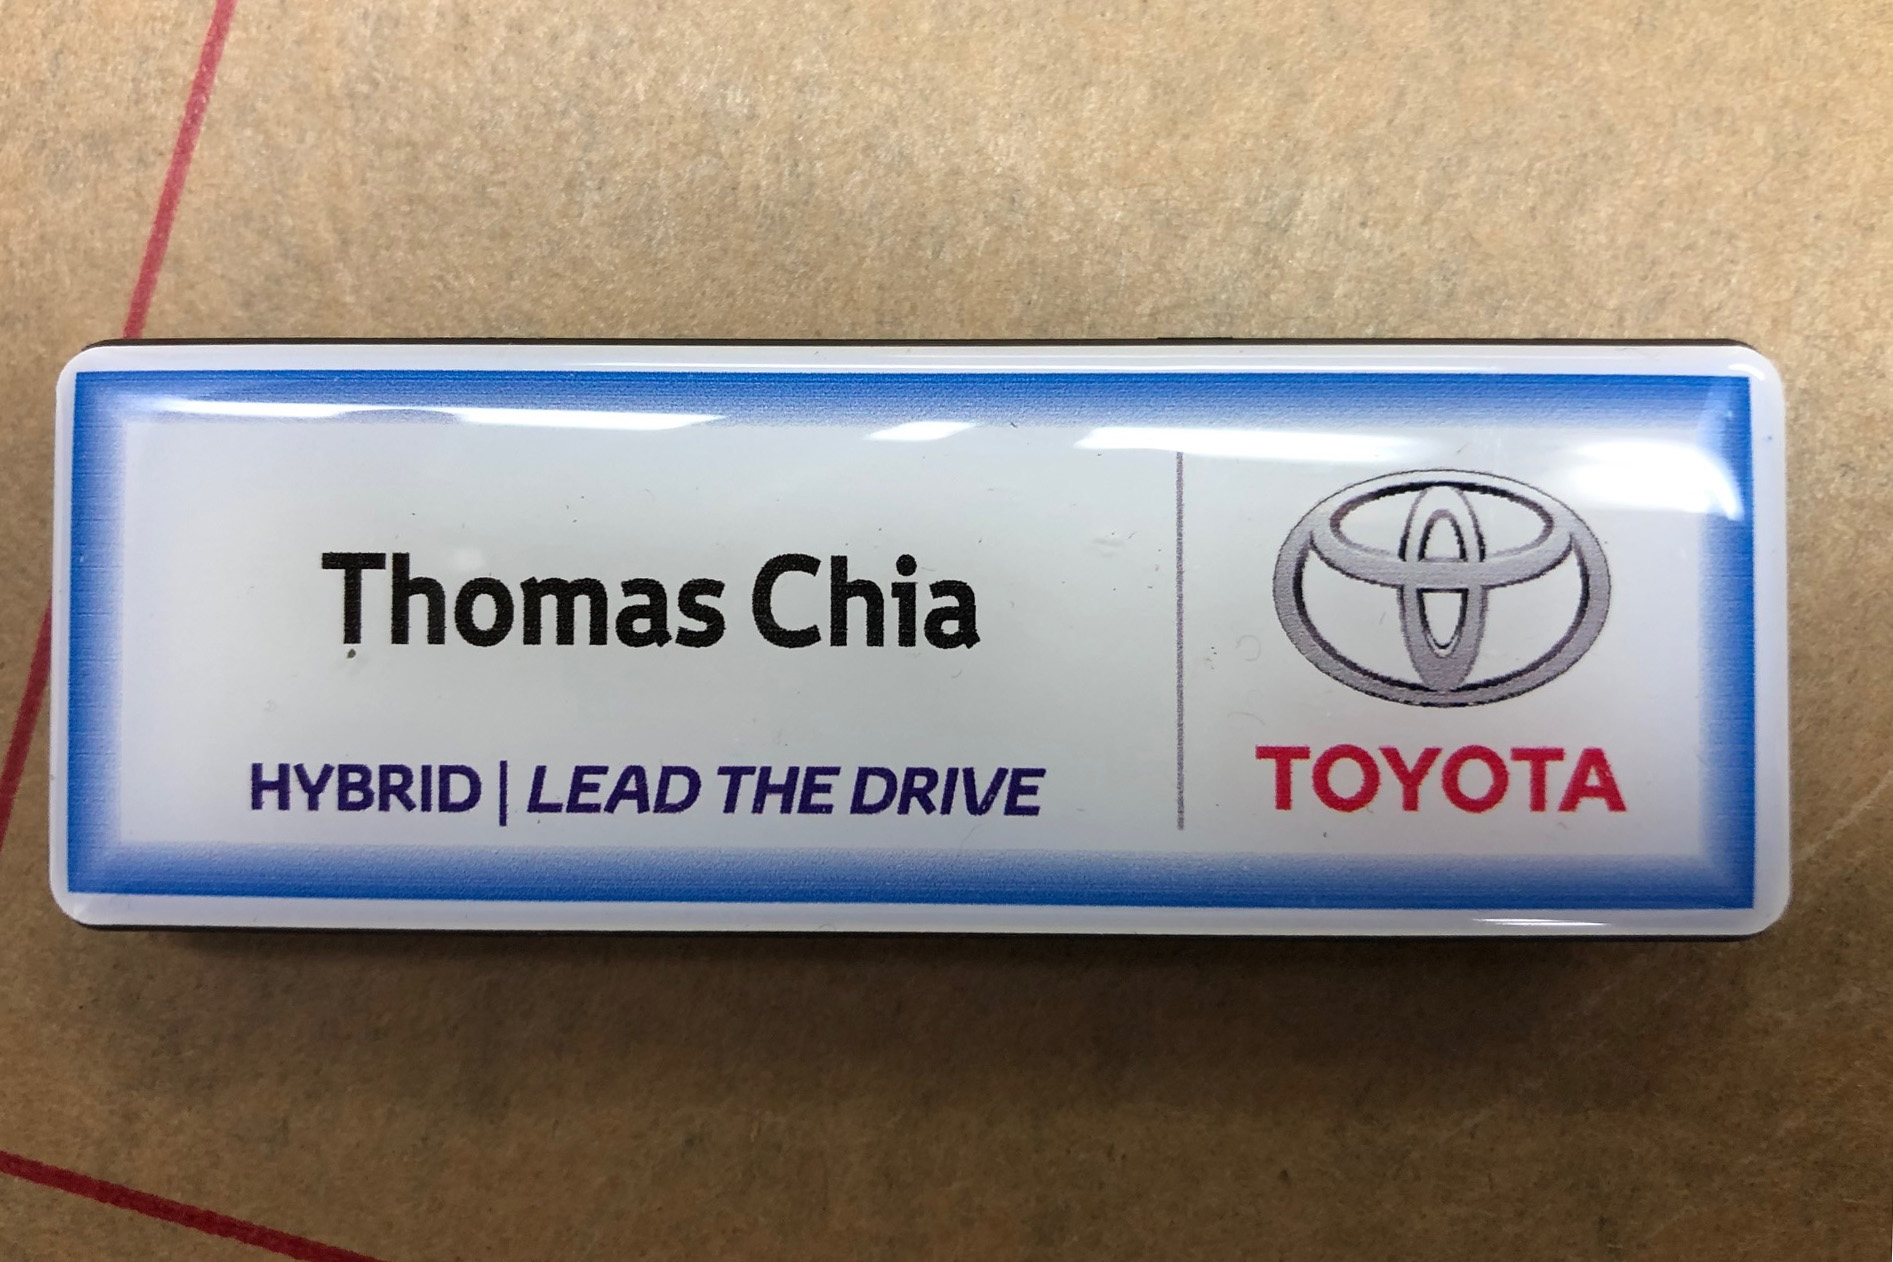 Thomas Chia
HYBRID | LEAD THE DRIVE
TOYOTA